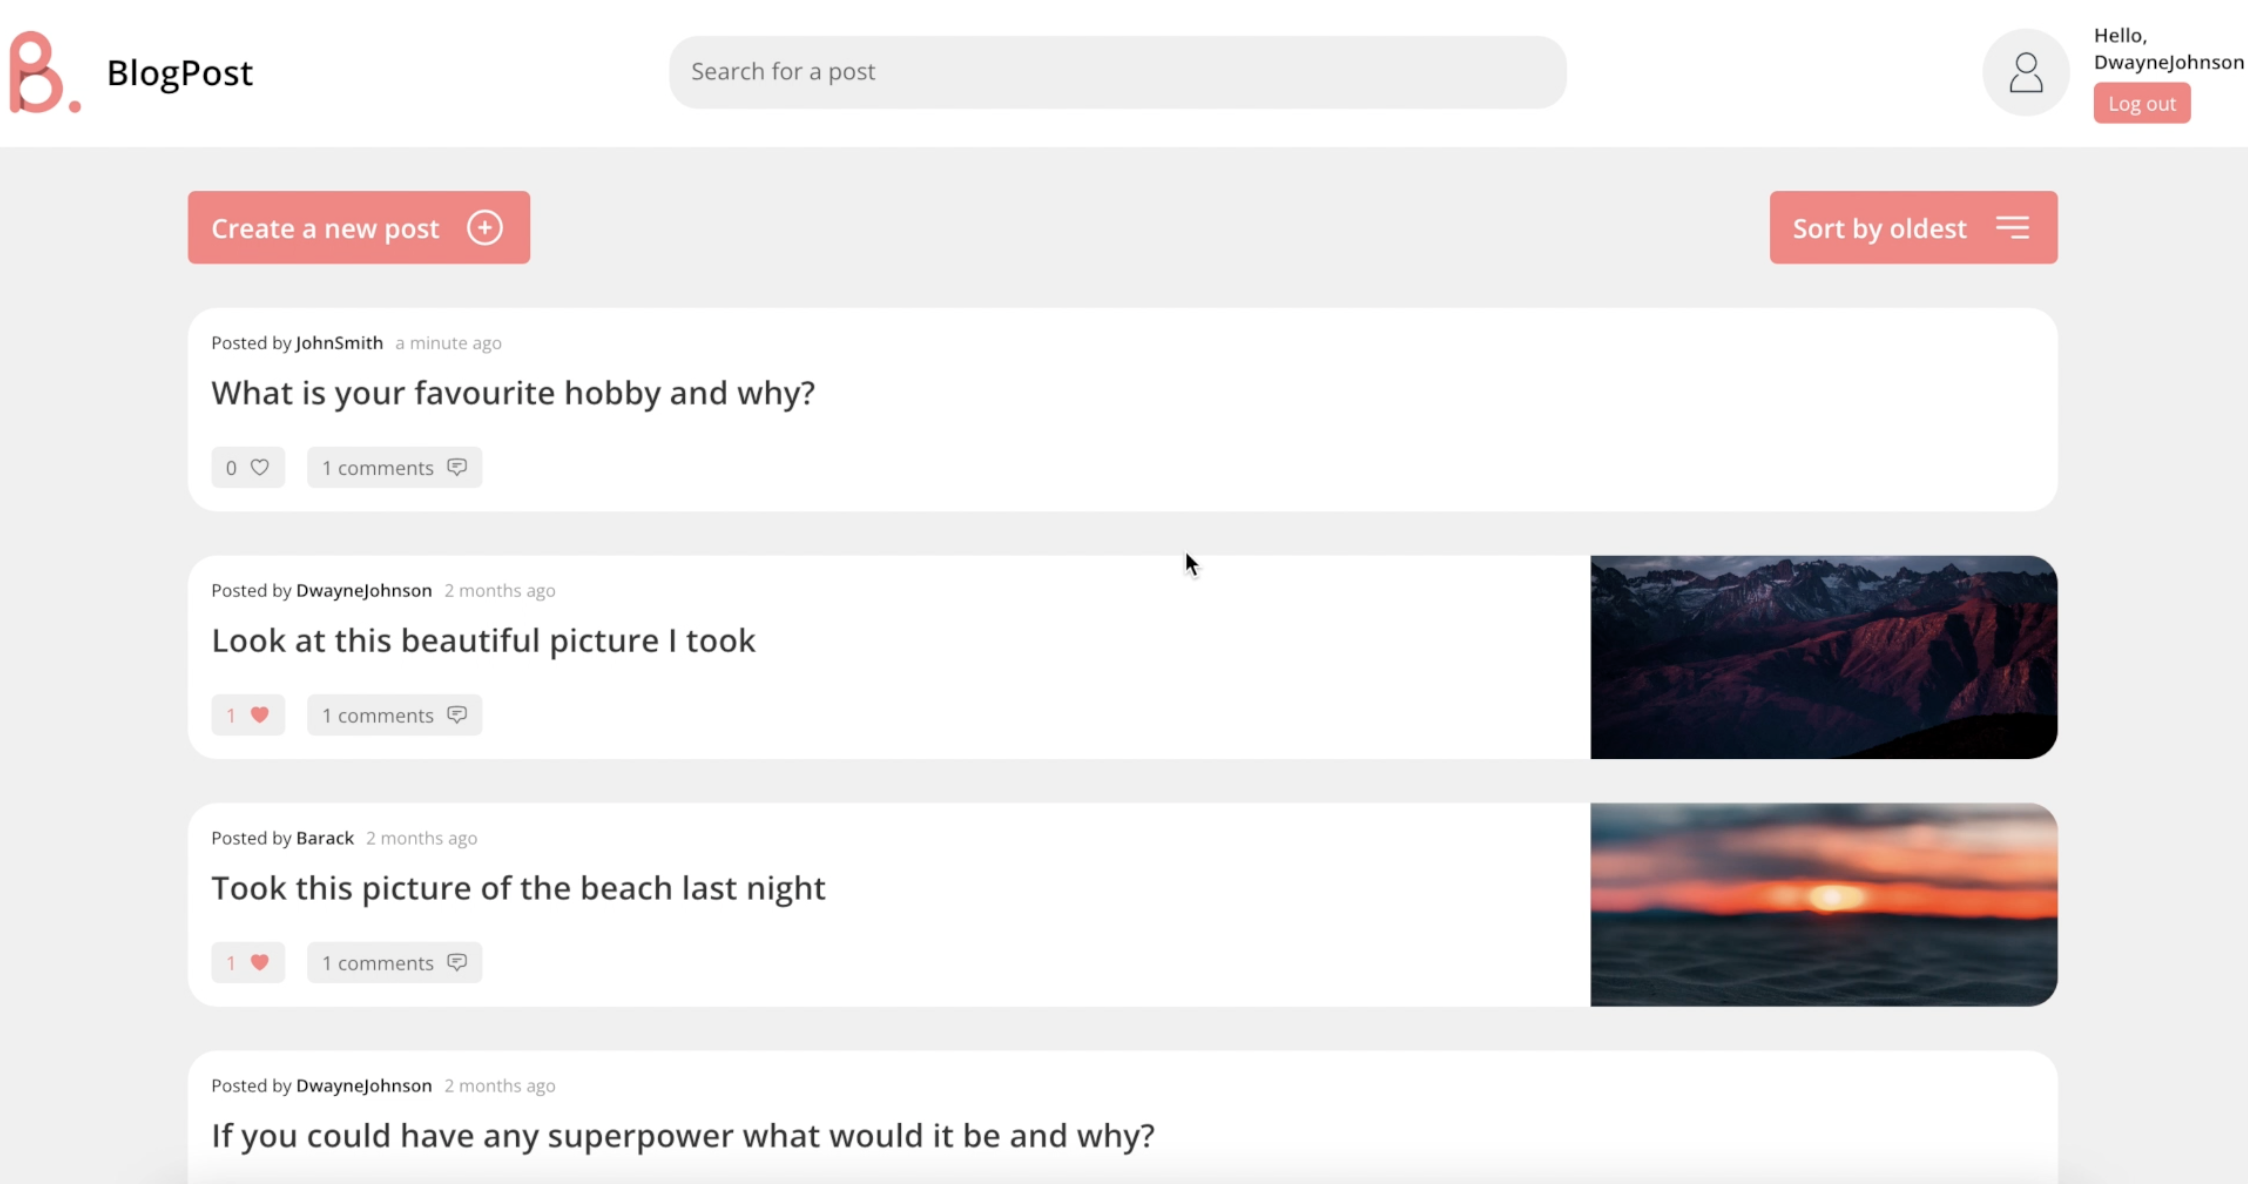 B.
BlogPost
Search for a post
Hello,
DwayneJohnson
Log out
Create a new post
Sort by oldest
Posted by JohnSmith a minute ago
What is your favourite hobby and why?
0
1 comments
Posted by DwayneJohnson 2 months ago
Look at this beautiful picture I took
1
1 comments
Posted by Barack 2 months ago
Took this picture of the beach last night
1
1 comments
Posted by DwayneJohnson 2 months ago
If you could have any superpower what would it be and why?